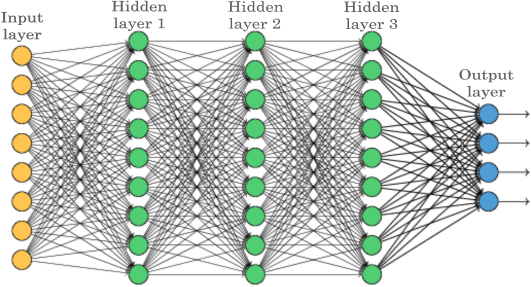 Input
layer
Hidden
layer 1
Hidden
layer 2
Hidden
layer 3
Output
layer